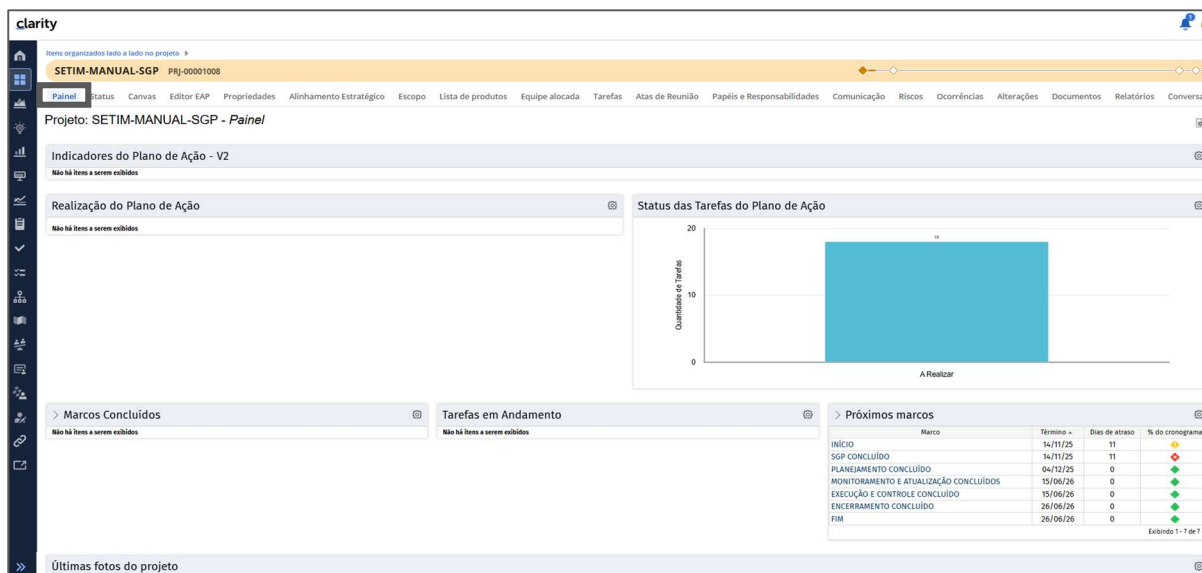 clarity
1
Itens organizados lado a lado no projeto
SETIM-MANUAL-SGP PRJ-00001008
Painel Status Canvas Editor EAP Propriedades Alinhamento Estratégico Escopo Lista de produtos Equipe alocada Tarefas Atas de Reunião Papéis e Responsabilidades Comunicação Riscos Ocorrências Alterações Documentos Relatórios Conversa
Projeto: SETIM-MANUAL-SGP - Painel
Indicadores do Plano de Ação - V2
Não há itens a serem exibidos
Realização do Plano de Ação
Não há itens a serem exibidos
Status das Tarefas do Plano de Ação
20
10
0
Quantidade de Tarefas
A Realizar
Marcos Concluídos
Não há itens a serem exibidos
Tarefas em Andamento
Não há itens a serem exibidos
Próximos marcos
Marco Término Dias de atraso % do cronograma
INÍCIO 14/11/25 11
SGP CONCLUÍDO 14/11/25 11
PLANEJAMENTO CONCLUÍDO 04/12/25 0
MONITORAMENTO E ATUALIZAÇÃO CONCLUÍDOS 15/06/26 0
EXECUÇÃO E CONTROLE CONCLUÍDO 15/06/26 0
ENCERRAMENTO CONCLUÍDO 26/06/26 0
FIM 26/06/26 0
Exibindo 1 - 7 de 7
Últimas fotos do projeto